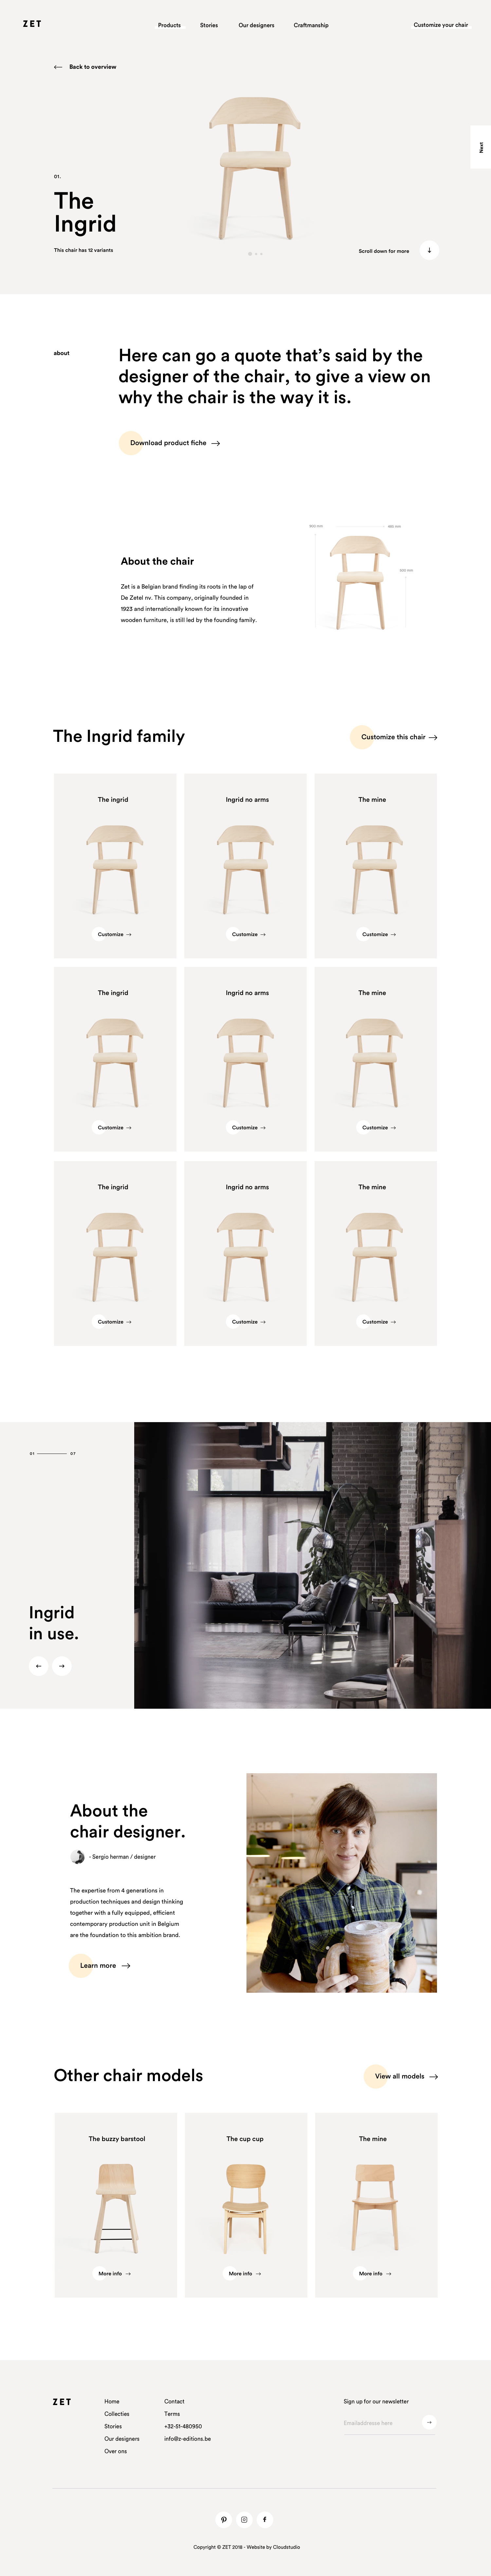 ZET
Products Stories Our designers Craftmanship
Customize your chair
Back to overview
Next
01.
The
Ingrid
This chair has 12 variants
Scroll down for more
about
Here can go a quote that's said by the
designer of the chair, to give a view on
why the chair is the way it is.
Download product fiche
About the chair
Zet is a Belgian brand finding its roots in the lap of
De Zetel nv. This company, originally founded in
1923 and internationally known for its innovative
wooden furniture, is still led by the founding family.
The Ingrid family
Customize this chair
The ingrid
Customize
Ingrid no arms
Customize
The mine
Customize
The ingrid
Customize
Ingrid no arms
Customize
The mine
Customize
The ingrid
Customize
Ingrid no arms
Customize
The mine
Customize
01 07
Ingrid
in use.
About the
chair designer.
- Sergio herman / designer
The expertise from 4 generations in
production techniques and design thinking
together with a fully equipped, efficient
contemporary production unit in Belgium
are the foundation to this ambition brand.
Learn more
Other chair models
View all models
The buzzy barstool
More info
The cup cup
More info
The mine
More info
ZET
Home
Collecties
Stories
Our designers
Over ons
Contact
Terms
+32-51-480950
info@z-editions.be
Sign up for our newsletter
Emailaddresse here
Copyright © ZET 2018 - Website by Cloudstudio